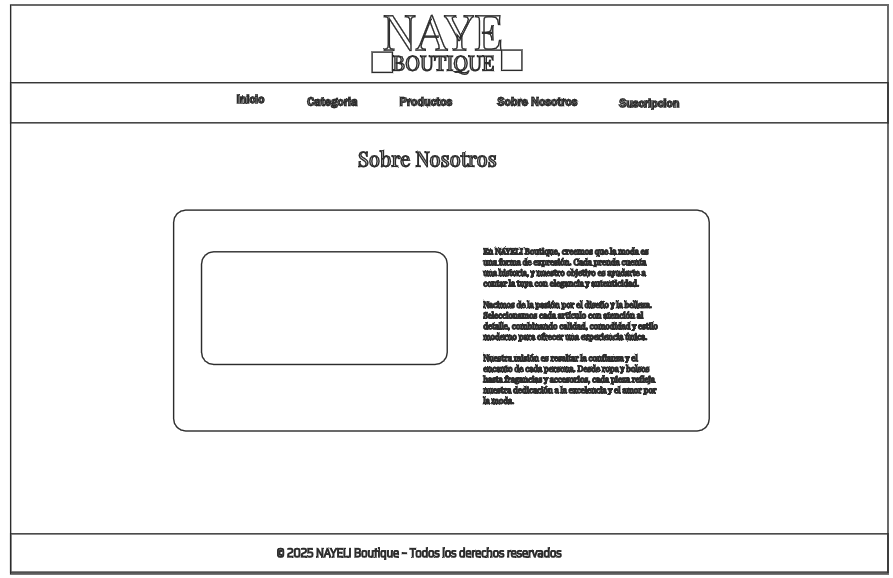 NAYE
BOUTIQUE
Inicio Categoria Productos Sobre Nosotros Suscripcion
Sobre Nosotros
En NAYELI Boutique, creemos que la moda es
una forma de expresión. Cada prenda cuenta
una historia, y nuestro objetivo es ayudarte a
contar la tuya con elegancia y autenticidad.
Nacimos de la pasión por el diseño y la belleza.
Seleccionamos cada artículo con atención al
detalle, combinando calidad, comodidad y estilo
moderno para ofrecer una experiencia única.
Nuestra misión es resaltar la confianza y el
encanto de cada persona. Desde ropa y bolsos
hasta fragancias y accesorios, cada pieza refleja
nuestra dedicación a la excelencia y el amor por
la moda.
© 2025 NAYELI Boutique – Todos los derechos reservados